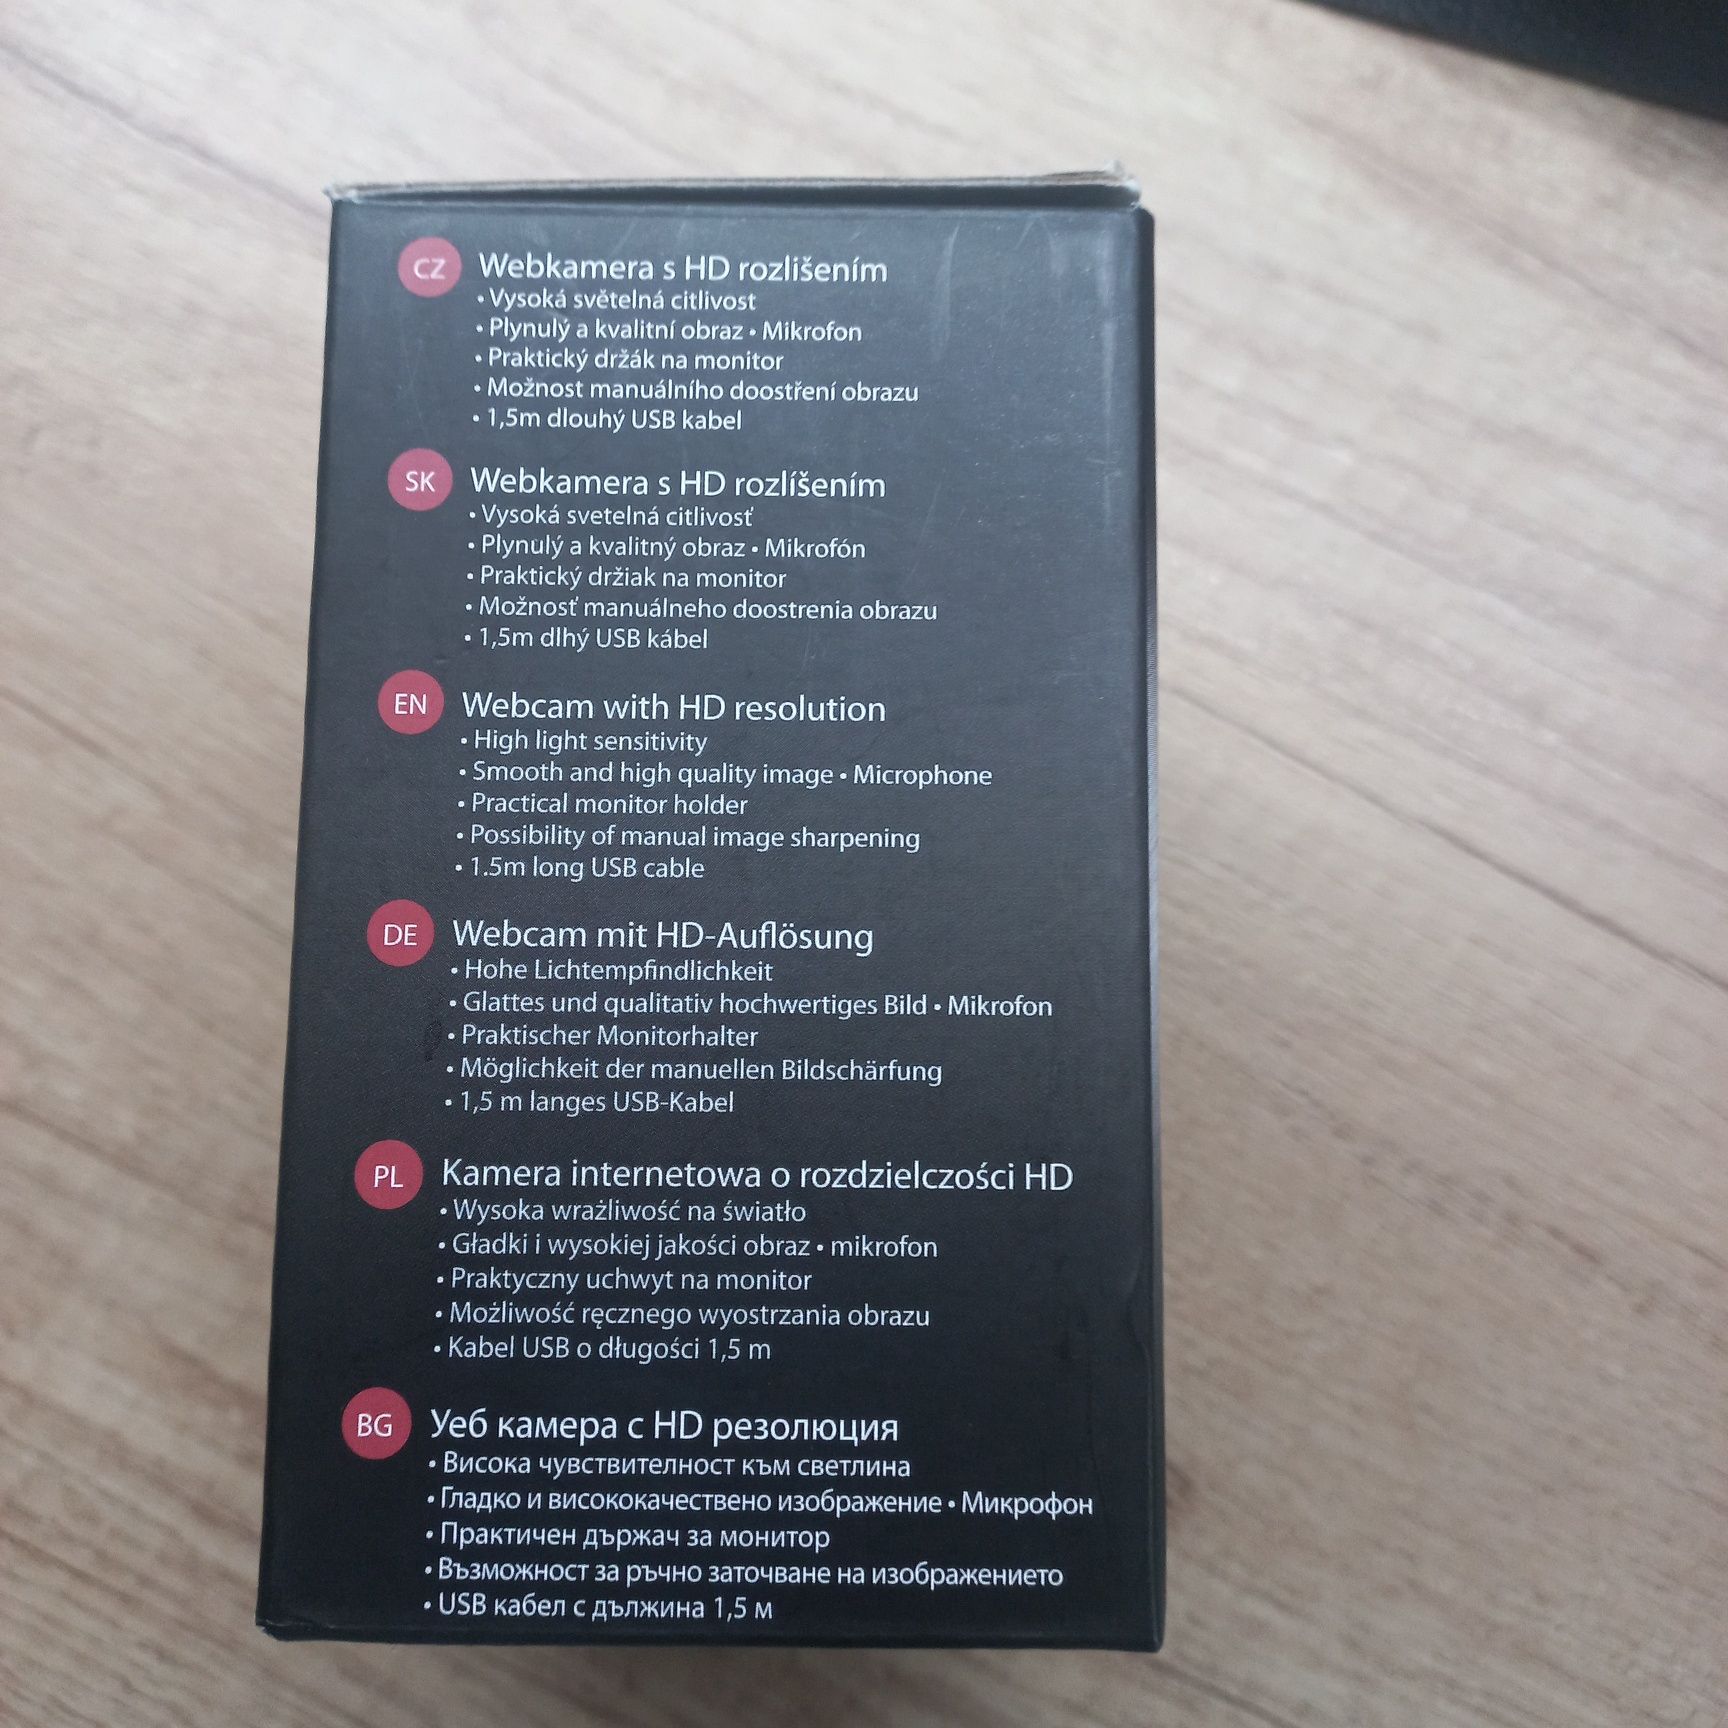 CZ Webkamera s HD rozlišením
• Vysoká světelná citlivost
• Plynulý a kvalitní obraz • Mikrofon
• Praktický držák na monitor
• Možnost manuálního doostření obrazu
• 1,5m dlouhý USB kabel
SK Webkamera s HD rozlíšením
• Vysoká svetelná citlivosť
• Plynulý a kvalitný obraz • Mikrofón
• Praktický držiak na monitor
• Možnosť manuálneho doostrenia obrazu
• 1,5m dlhý USB kábel
EN Webcam with HD resolution
• High light sensitivity
• Smooth and high quality image • Microphone
• Practical monitor holder
• Possibility of manual image sharpening
• 1.5m long USB cable
DE Webcam mit HD-Auflösung
• Hohe Lichtempfindlichkeit
• Glattes und qualitativ hochwertiges Bild • Mikrofon
• Praktischer Monitorhalter
• Möglichkeit der manuellen Bildschärfung
• 1,5 m langes USB-Kabel
PL Kamera internetowa o rozdzielczości HD
• Wysoka wrażliwość na światło
• Gładki i wysokiej jakości obraz • mikrofon
• Praktyczny uchwyt na monitor
• Możliwość ręcznego wyostrzania obrazu
• Kabel USB o długości 1,5 m
BG Уеб камера с HD резолюция
• Висока чувствителност към светлина
• Гладко и висококачествено изображение • Микрофон
• Практичен държач за монитор
• Възможност за ръчно заточване на изображението
• USB кабел с дължина 1,5 м